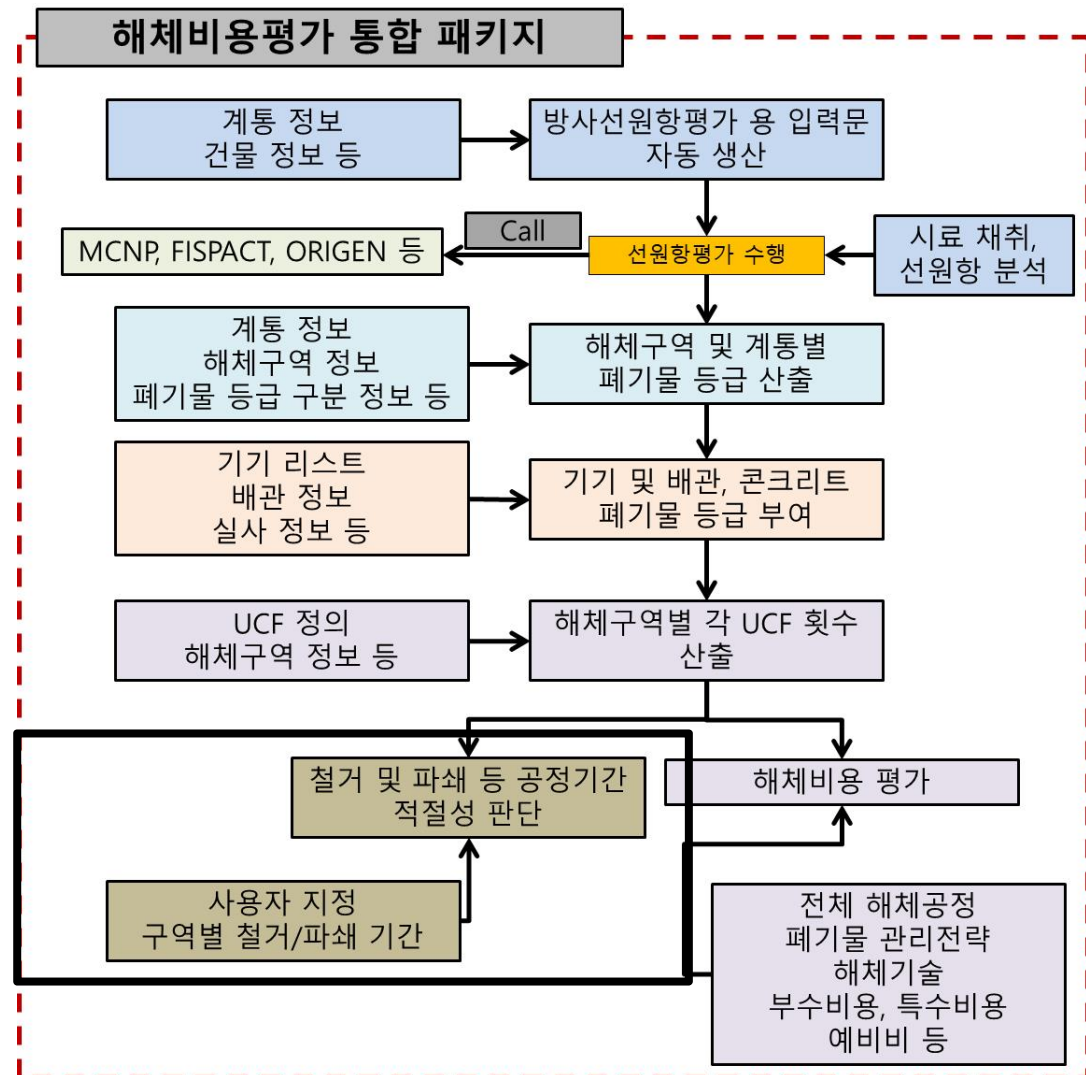 해체비용평가 통합 패키지
계통 정보
건물 정보 등
방사선원항평가 용 입력문
자동 생산
Call
MCNP, FISPACT, ORIGEN 등
선원항평가 수행
시료 채취,
선원항 분석
계통 정보
해체구역 정보
폐기물 등급 구분 정보 등
해체구역 및 계통별
폐기물 등급 산출
기기 리스트
배관 정보
실사 정보 등
기기 및 배관, 콘크리트
폐기물 등급 부여
UCF 정의
해체구역 정보 등
해체구역별 각 UCF 횟수
산출
철거 및 파쇄 등 공정기간
적절성 판단
해체비용 평가
사용자 지정
구역별 철거/파쇄 기간
전체 해체공정
폐기물 관리전략
해체기술
부수비용, 특수비용
예비비 등